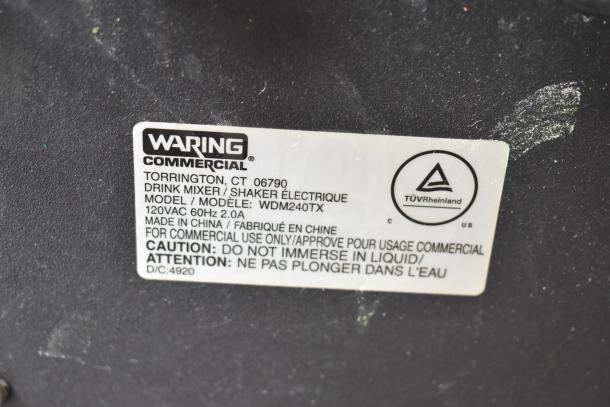 WARING
COMMERCIAL®
TORRINGTON, CT 06790
DRINK MIXER / SHAKER ÉLECTRIQUE
MODEL / MODÈLE: WDM240TX
120VAC 60Hz 2.0A
MADE IN CHINA / FABRIQUÉ EN CHINE
FOR COMMERCIAL USE ONLY/APPROVE POUR USAGE COMMERCIAL
CAUTION: DO NOT IMMERSE IN LIQUID/
ATTENTION: NE PAS PLONGER DANS L'EAU
D/C:4920
TÜVRheinland
C US